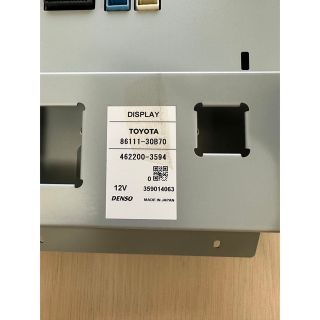 DISPLAY
TOYOTA
86111-30B70
462200-3594
0
12V 359014063
DENSO MADE IN JAPAN